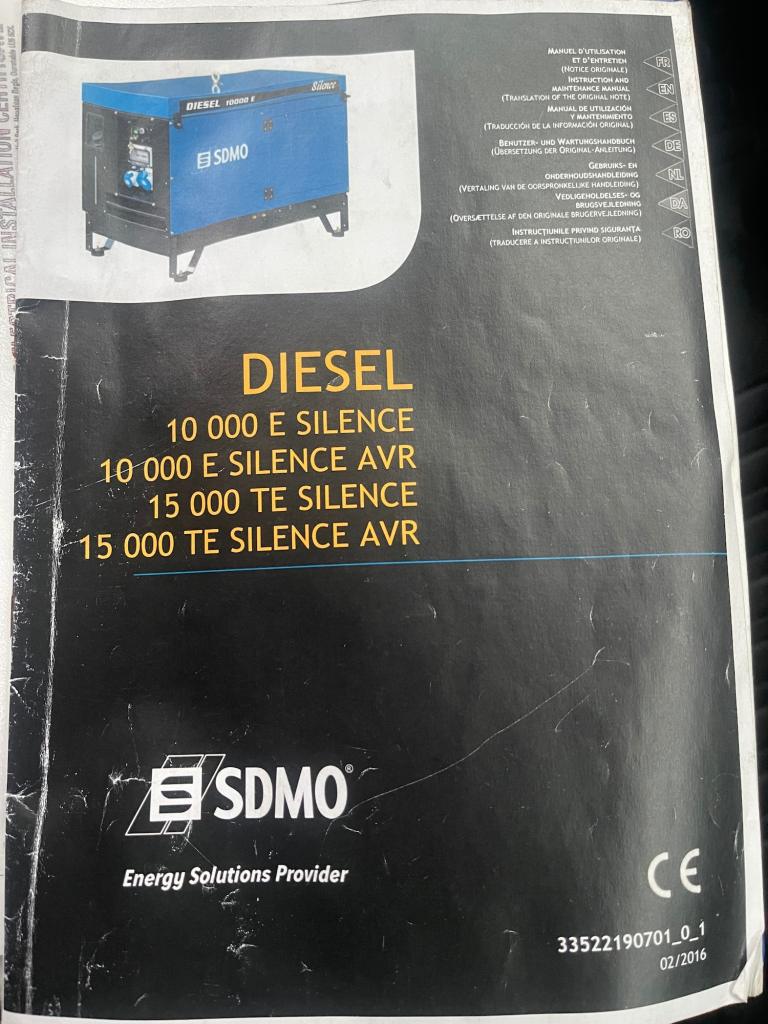 ELECTRICAL INSTALLATION CERTIFICATE
Silence
DIESEL 10000 E
SDMO
MANUEL D'UTILISATION
ET D'ENTRETIEN
(NOTICE ORIGINALE)
FR
INSTRUCTION AND
MAINTENANCE MANUAL
(TRANSLATION OF THE ORIGINAL NOTE)
EN
MANUAL DE UTILIZACIÓN
Y MANTENIMIENTO
(TRADUCCIÓN DE LA INFORMACIÓN ORIGINAL)
ES
BENUTZER- UND WARTUNGSHANDBUCH
(ÜBERSETZUNG DER ORIGINAL-ANLEITUNG)
DE
GEBRUIKS- EN
ONDERHOUDSHANDLEIDING
(VERTALING VAN DE OORSPRONKELIJKE HANDLEIDING)
NL
VEDLIGEHOLDELSES- OG
BRUGSVEJLEDNING
(OVERSÆTTELSE AF DEN ORIGINALE BRUGERVEJLEDNING)
DA
INSTRUCȚIUNILE PRIVIND SIGURANȚA
(TRADUCERE A INSTRUCȚIUNILOR ORIGINALE)
RO
DIESEL
10 000 E SILENCE
10 000 E SILENCE AVR
15 000 TE SILENCE
15 000 TE SILENCE AVR
SDMO®
Energy Solutions Provider
CE
33522190701_0_1
02/2016